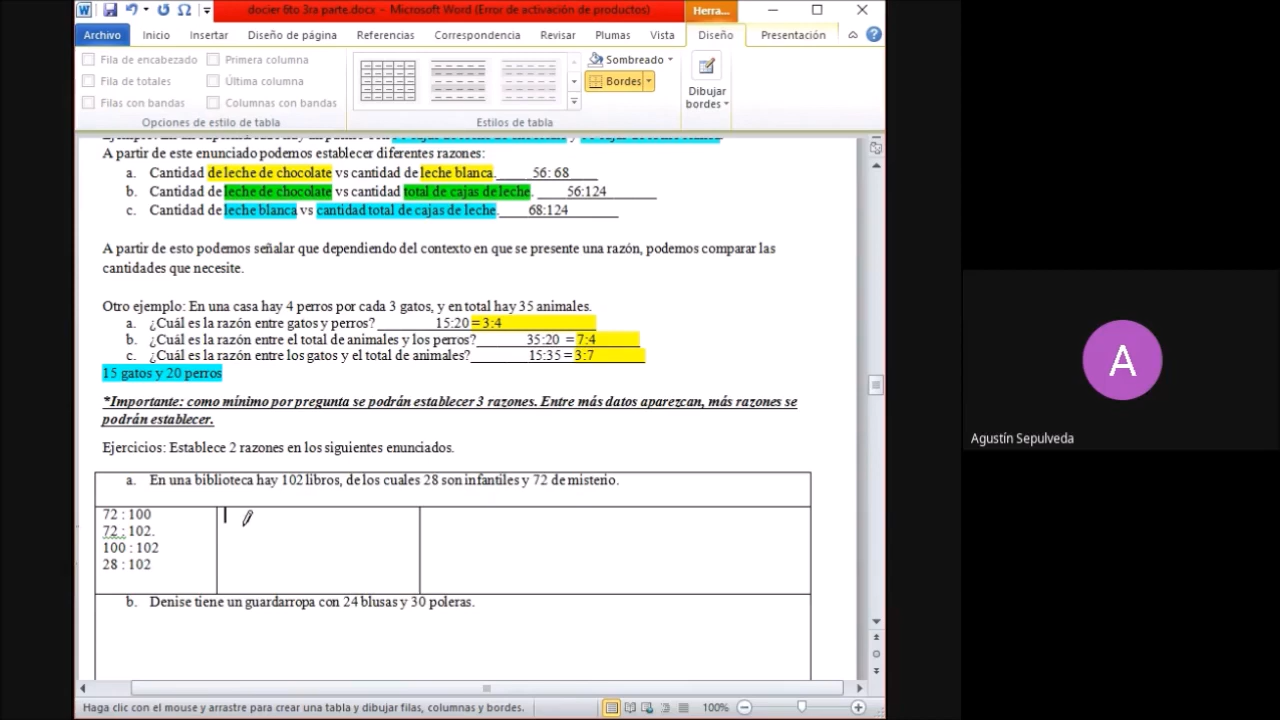 docier 6to 3ra parte.docx - Microsoft Word (Error de activación de productos)
Herra...
Archivo Inicio Insertar Diseño de página Referencias Correspondencia Revisar Plumas Vista Diseño Presentación
Fila de encabezado Primera columna
Fila de totales Última columna
Filas con bandas Columnas con bandas
Opciones de estilo de tabla
Sombreado
Bordes
Estilos de tabla
Dibujar
bordes
A partir de este enunciado podemos establecer diferentes razones:
a. Cantidad de leche de chocolate vs cantidad de leche blanca. 56: 68
b. Cantidad de leche de chocolate vs cantidad total de cajas de leche. 56:124
c. Cantidad de leche blanca vs cantidad total de cajas de leche. 68:124
A partir de esto podemos señalar que dependiendo del contexto en que se presente una razón, podemos comparar las
cantidades que necesite.
Otro ejemplo: En una casa hay 4 perros por cada 3 gatos, y en total hay 35 animales.
a. ¿Cuál es la razón entre gatos y perros? 15:20 = 3:4
b. ¿Cuál es la razón entre el total de animales y los perros? 35:20 = 7:4
c. ¿Cuál es la razón entre los gatos y el total de animales? 15:35 = 3:7
15 gatos y 20 perros
*Importante: como mínimo por pregunta se podrán establecer 3 razones. Entre más datos aparezcan, más razones se
podrán establecer.
Ejercicios: Establece 2 razones en los siguientes enunciados.
a. En una biblioteca hay 102 libros, de los cuales 28 son infantiles y 72 de misterio.
72 : 100
72 : 102.
100 : 102
28 : 102
b. Denise tiene un guardarropa con 24 blusas y 30 poleras.
Haga clic con el mouse y arrastre para crear una tabla y dibujar filas, columnas y bordes.
100%
A
Agustín Sepulveda